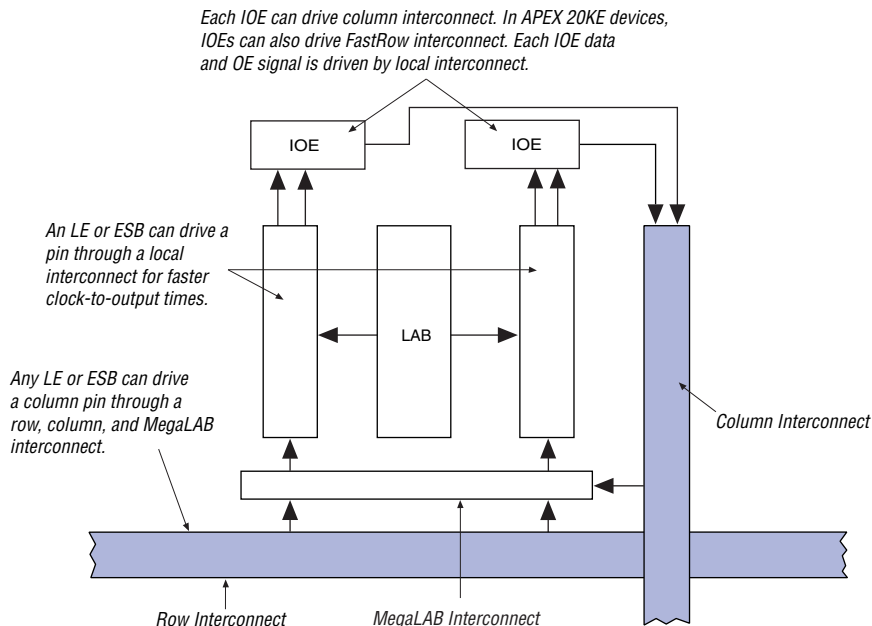 Each IOE can drive column interconnect. In APEX 20KE devices,
IOEs can also drive FastRow interconnect. Each IOE data
and OE signal is driven by local interconnect.
IOE
IOE
An LE or ESB can drive a
pin through a local
interconnect for faster
clock-to-output times.
LAB
Any LE or ESB can drive
a column pin through a
row, column, and MegaLAB
interconnect.
Column Interconnect
Row Interconnect
MegaLAB Interconnect